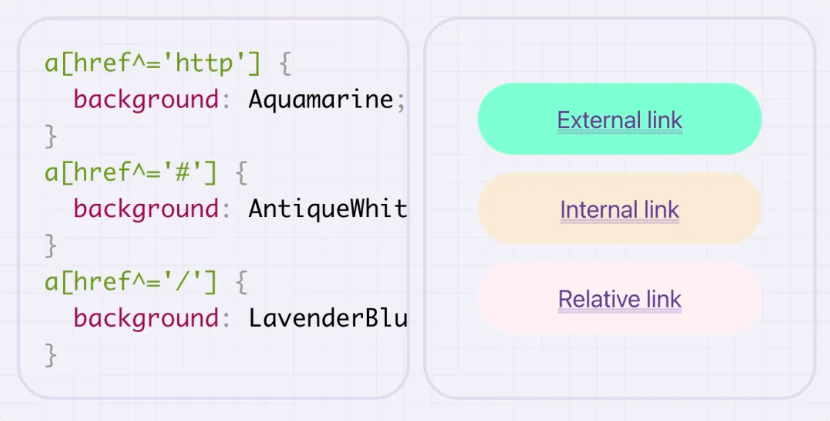 a[href^='http'] {
background: Aquamarine;
}
a[href^='#'] {
background: AntiqueWhit
}
a[href^='/'] {
background: LavenderBlu
}
External link
Internal link
Relative link